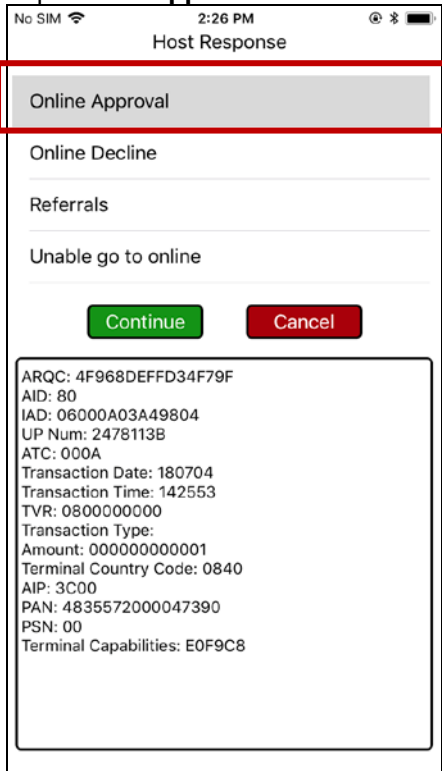 No SIM 2:26 PM
Host Response
Online Approval
Online Decline
Referrals
Unable go to online
Continue Cancel
ARQC: 4F968DEFFD34F79F
AID: 80
IAD: 06000A03A49804
UP Num: 2478113B
ATC: 000A
Transaction Date: 180704
Transaction Time: 142553
TVR: 0800000000
Transaction Type:
Amount: 000000000001
Terminal Country Code: 0840
AIP: 3C00
PAN: 4835572000047390
PSN: 00
Terminal Capabilities: E0F9C8